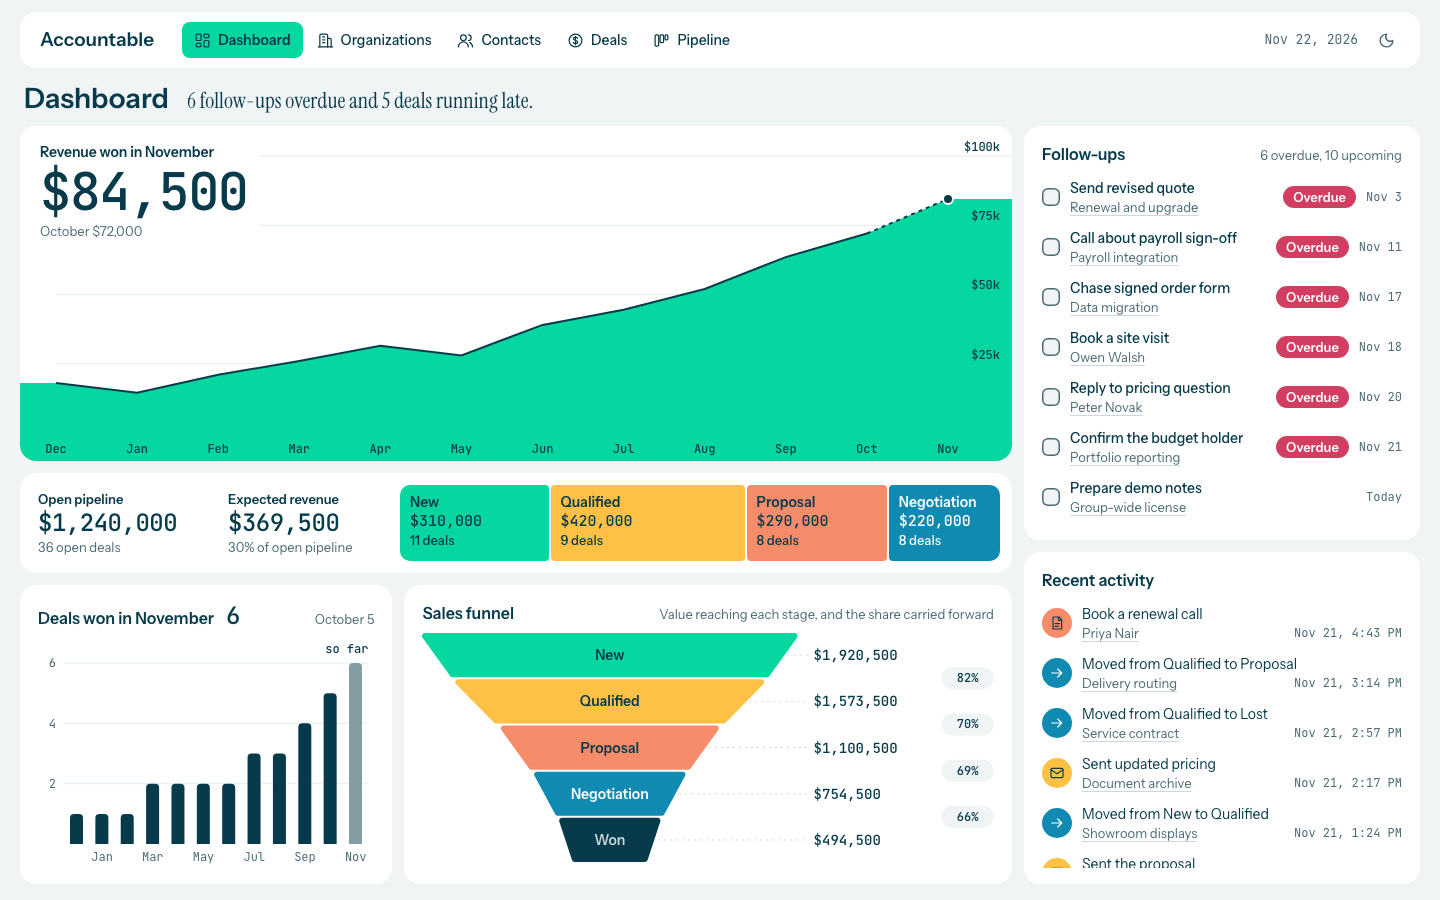 Accountable
Dashboard
Organizations
Contacts
Deals
Pipeline
Nov 22, 2026
Dashboard
6 follow-ups overdue and 5 deals running late.
Revenue won in November
$84,500
October $72,000
$100k
$75k
$50k
$25k
Dec Jan Feb Mar Apr May Jun Jul Aug Sep Oct Nov
Open pipeline
$1,240,000
36 open deals
Expected revenue
$369,500
30% of open pipeline
New
$310,000
11 deals
Qualified
$420,000
9 deals
Proposal
$290,000
8 deals
Negotiation
$220,000
8 deals
Deals won in November 6
October 5
so far
6
4
2
Jan Mar May Jul Sep Nov
Sales funnel
Value reaching each stage, and the share carried forward
New $1,920,500
82%
Qualified $1,573,500
70%
Proposal $1,100,500
69%
Negotiation $754,500
66%
Won $494,500
Follow-ups
6 overdue, 10 upcoming
Send revised quote
Renewal and upgrade
Overdue Nov 3
Call about payroll sign-off
Payroll integration
Overdue Nov 11
Chase signed order form
Data migration
Overdue Nov 17
Book a site visit
Owen Walsh
Overdue Nov 18
Reply to pricing question
Peter Novak
Overdue Nov 20
Confirm the budget holder
Portfolio reporting
Overdue Nov 21
Prepare demo notes
Group-wide license
Today
Recent activity
Book a renewal call
Priya Nair
Nov 21, 4:43 PM
Moved from Qualified to Proposal
Delivery routing
Nov 21, 3:14 PM
Moved from Qualified to Lost
Service contract
Nov 21, 2:57 PM
Sent updated pricing
Document archive
Nov 21, 2:17 PM
Moved from New to Qualified
Showroom displays
Nov 21, 1:24 PM
Sent the proposal